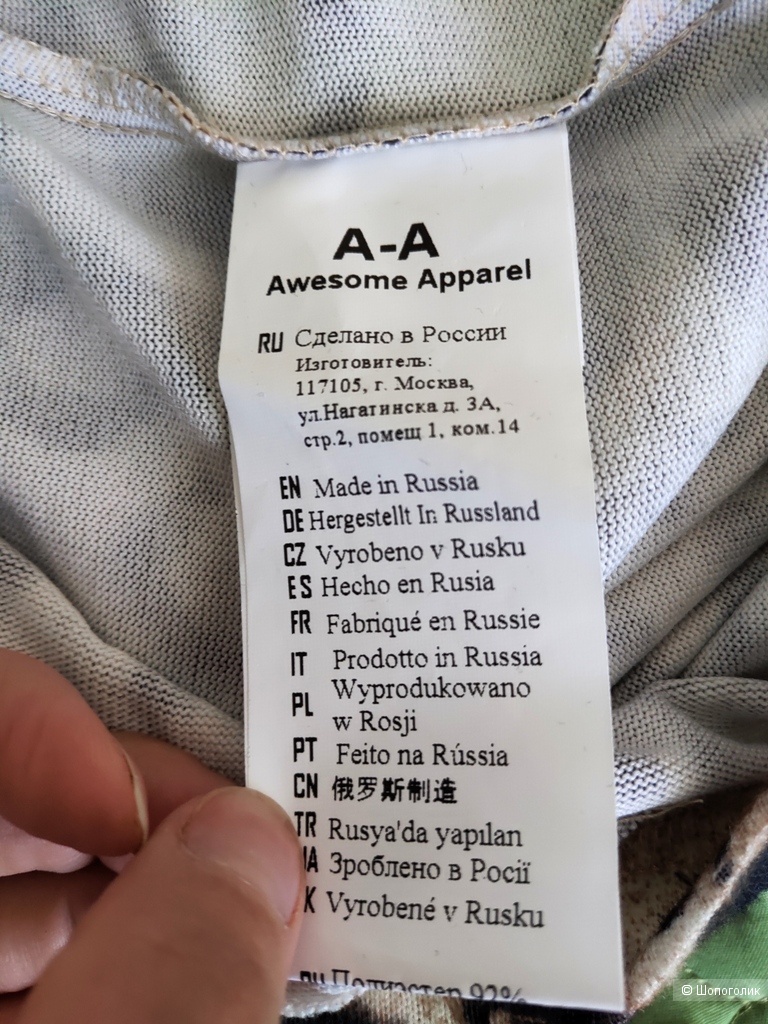 A-A
Awesome Apparel
RU Сделано в России
Изготовитель:
117105, г. Москва,
ул.Нагатинска д. 3А,
стр.2, помещ 1, ком.14
EN Made in Russia
DE Hergestellt In Russland
CZ Vyrobeno v Rusku
ES Hecho en Rusia
FR Fabriqué en Russie
IT Prodotto in Russia
PL Wyprodukowano
w Rosji
PT Feito na Rússia
CN 俄罗斯制造
TR Rusya'da yapılan
Зроблено в Росії
Vyrobené v Rusku
RU Полиэстер 92%
© Шопоголик